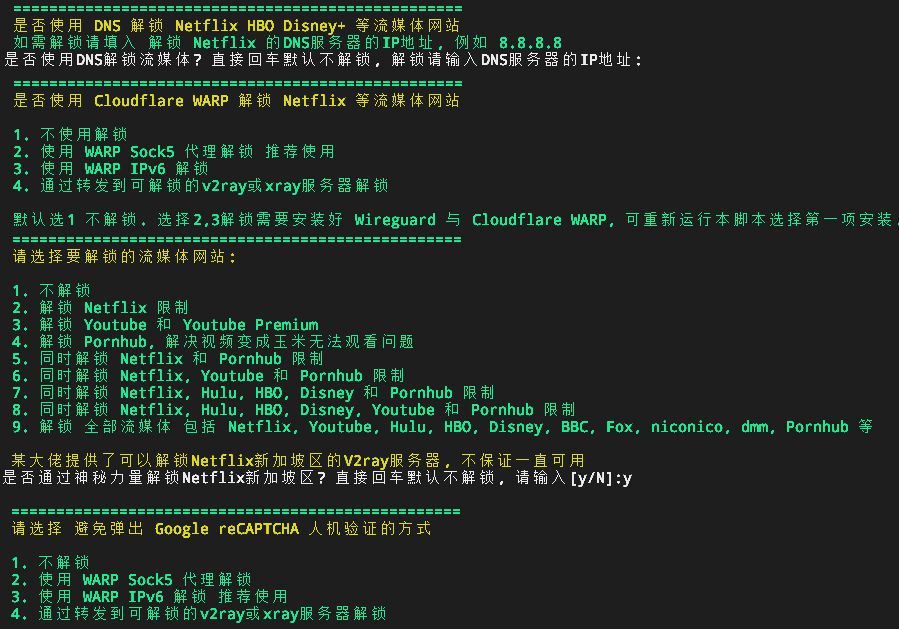 ==================================================
是否使用 DNS 解锁 Netflix HBO Disney+ 等流媒体网站
如需解锁请填入 解锁 Netflix 的DNS服务器的IP地址, 例如 8.8.8.8
是否使用DNS解锁流媒体? 直接回车默认不解锁, 解锁请输入DNS服务器的IP地址:
==================================================
是否使用 Cloudflare WARP 解锁 Netflix 等流媒体网站
1. 不使用解锁
2. 使用 WARP Sock5 代理解锁 推荐使用
3. 使用 WARP IPv6 解锁
4. 通过转发到可解锁的v2ray或xray服务器解锁
默认选1 不解锁. 选择2,3解锁需要安装好 Wireguard 与 Cloudflare WARP, 可重新运行本脚本选择第一项安装.
==================================================
请选择要解锁的流媒体网站:
1. 不解锁
2. 解锁 Netflix 限制
3. 解锁 Youtube 和 Youtube Premium
4. 解锁 Pornhub, 解决视频变成玉米无法观看问题
5. 同时解锁 Netflix 和 Pornhub 限制
6. 同时解锁 Netflix, Youtube 和 Pornhub 限制
7. 同时解锁 Netflix, Hulu, HBO, Disney 和 Pornhub 限制
8. 同时解锁 Netflix, Hulu, HBO, Disney, Youtube 和 Pornhub 限制
9. 解锁 全部流媒体 包括 Netflix, Youtube, Hulu, HBO, Disney, BBC, Fox, niconico, dmm, Pornhub 等
某大佬提供了可以解锁Netflix新加坡区的V2ray服务器, 不保证一直可用
是否通过神秘力量解锁Netflix新加坡区? 直接回车默认不解锁, 请输入[y/N]:y
==================================================
请选择 避免弹出 Google reCAPTCHA 人机验证的方式
1. 不解锁
2. 使用 WARP Sock5 代理解锁
3. 使用 WARP IPv6 解锁 推荐使用
4. 通过转发到可解锁的v2ray或xray服务器解锁